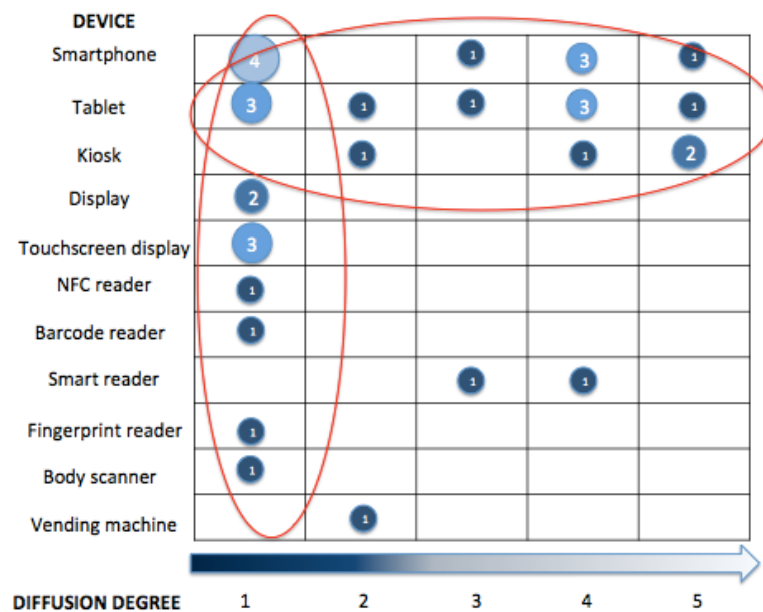 DEVICE
Smartphone 4 1 3 1
Tablet 3 1 1 3 1
Kiosk 1 1 2
Display 2
Touchscreen display 3
NFC reader 1
Barcode reader 1
Smart reader 1 1
Fingerprint reader 1
Body scanner 1
Vending machine 1
DIFFUSION DEGREE 1 2 3 4 5